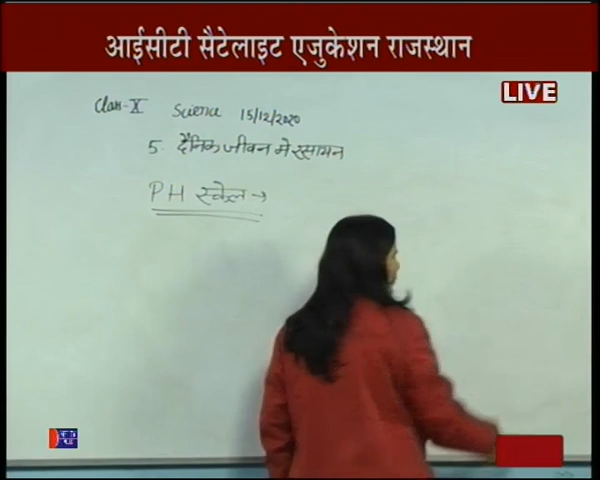 आईसीटी सैटेलाइट एजुकेशन राजस्थान
LIVE
Class-X Science 15/12/2020
5. दैनिक जीवन मे रसायन
PH स्केल →